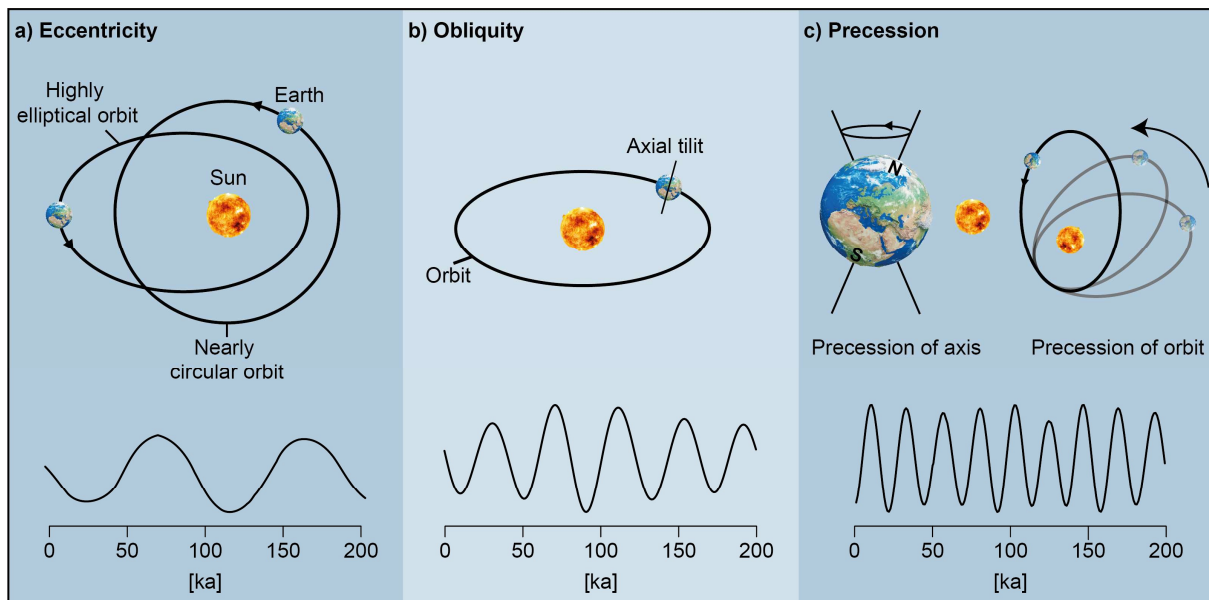 a) Eccentricity
Highly
elliptical orbit
Earth
Sun
Nearly
circular orbit
0 50 100 150 200
[ka]
b) Obliquity
Axial tilit
Orbit
0 50 100 150 200
[ka]
c) Precession
N
S
Precession of axis
Precession of orbit
0 50 100 150 200
[ka]